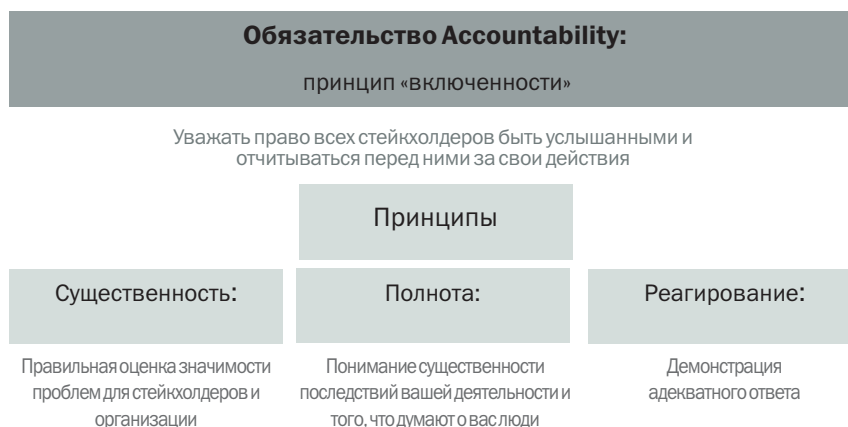 Обязательство Accountability:
принцип «включенности»
Уважать право всех стейкхолдеров быть услышанными и
отчитываться перед ними за свои действия
Принципы
Существенность:
Правильная оценка значимости
проблем для стейкхолдеров и
организации
Полнота:
Понимание существенности
последствий вашей деятельности и
того, что думают о вас люди
Реагирование:
Демонстрация
адекватного ответа